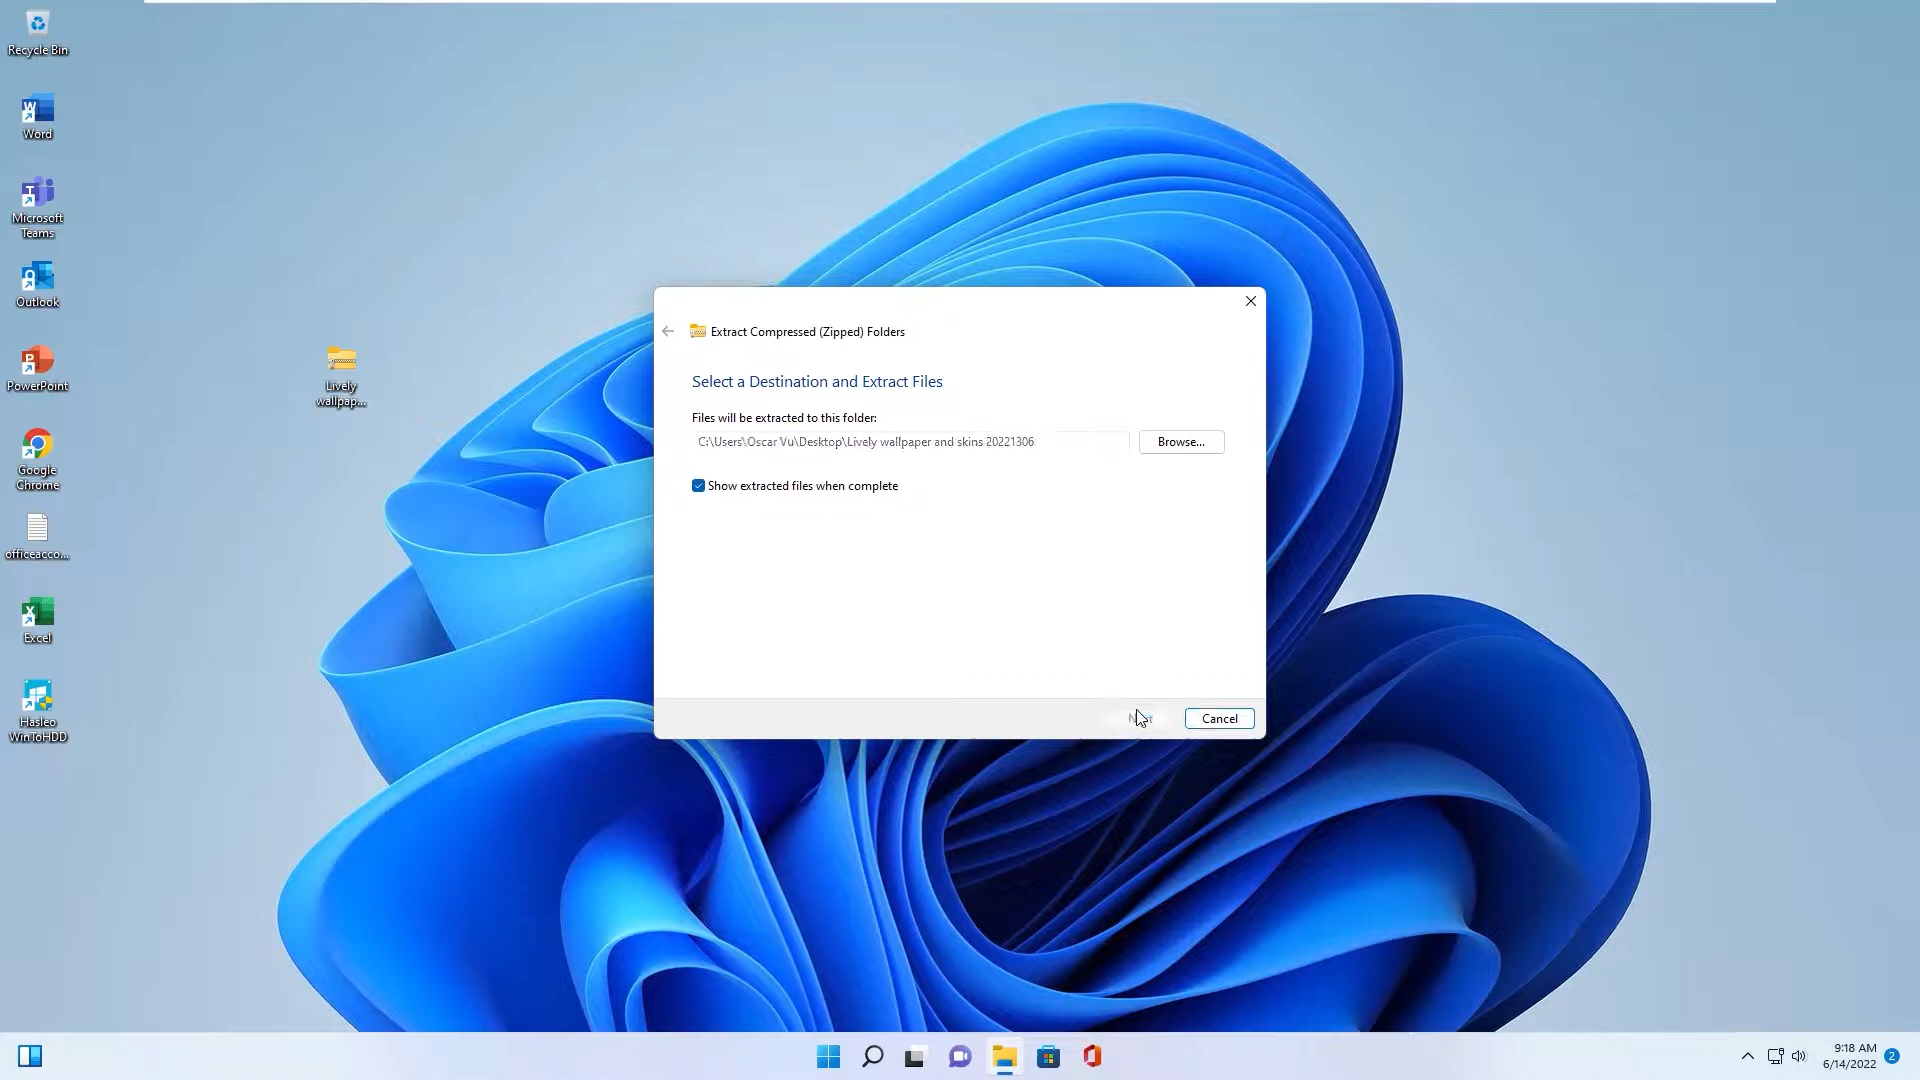 Recycle Bin
Word
Microsoft
Teams
Outlook
PowerPoint
Google
Chrome
officeacco...
Excel
Hasleo
WinToHDD
Lively
wallpap...
Extract Compressed (Zipped) Folders
Select a Destination and Extract Files
Files will be extracted to this folder:
C:\Users\Oscar Vu\Desktop\Lively wallpaper and skins 20221306
Browse...
Show extracted files when complete
Cancel
9:18 AM
6/14/2022
2